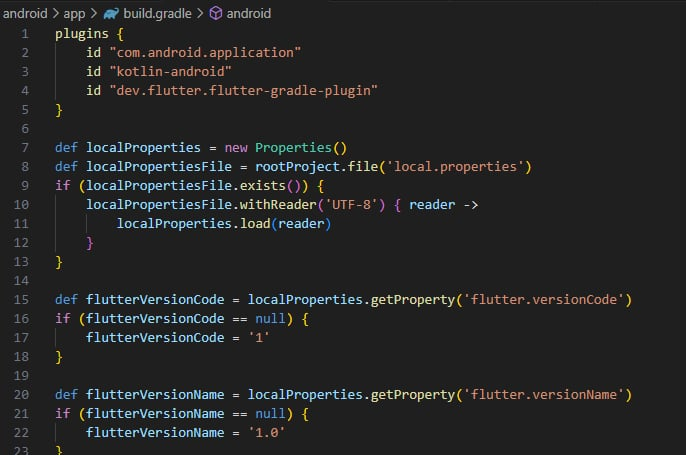 android > app > build.gradle > android
1 plugins {
2     id "com.android.application"
3     id "kotlin-android"
4     id "dev.flutter.flutter-gradle-plugin"
5 }
6
7 def localProperties = new Properties()
8 def localPropertiesFile = rootProject.file('local.properties')
9 if (localPropertiesFile.exists()) {
10     localPropertiesFile.withReader('UTF-8') { reader ->
11         localProperties.load(reader)
12     }
13 }
14
15 def flutterVersionCode = localProperties.getProperty('flutter.versionCode')
16 if (flutterVersionCode == null) {
17     flutterVersionCode = '1'
18 }
19
20 def flutterVersionName = localProperties.getProperty('flutter.versionName')
21 if (flutterVersionName == null) {
22     flutterVersionName = '1.0'
23 }